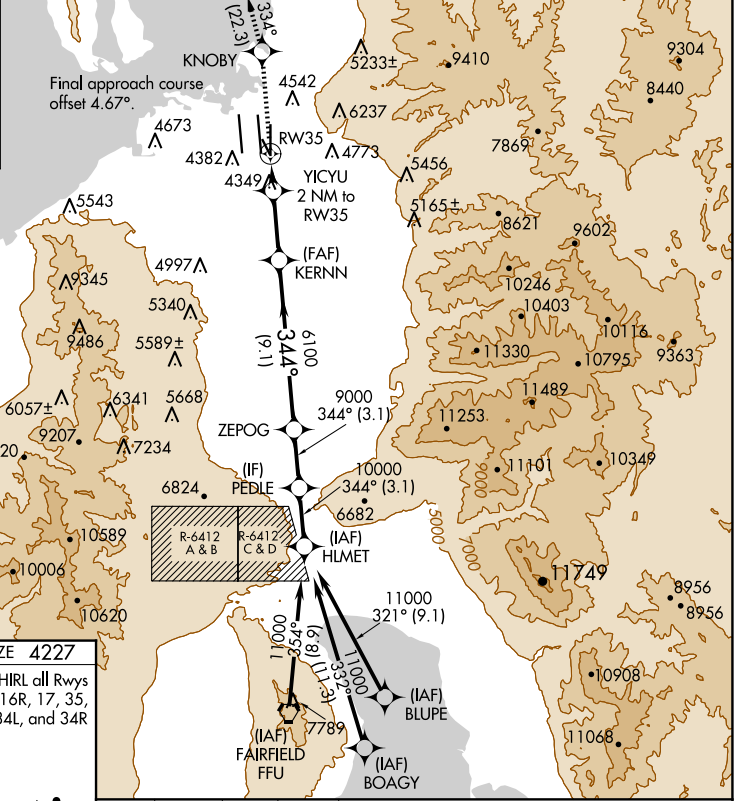 334°
(22.3)
KNOBY
5233±
9410
9304
8440
Final approach course
offset 4.67°.
4542
6237
4673
RW35
7869
4382
4773
4349
YICYU
2 NM to
RW35
5456
5543
5165±
8621
9602
(FAF)
KERNN
4997
9345
10246
5340
10403
9486
10116
5589±
6100
344°
(9.1)
11330
9363
10795
9000
344° (3.1)
11489
6057±
6341
5668
ZEPOG
11253
9207
20
7234
(IF)
PEDLE
10000
344° (3.1)
11101
10349
7000
6824
6682
5000
R-6412
A & B
R-6412
C & D
10589
(IAF)
HLMET
10006
11749
10620
11000
321° (9.1)
8956
8956
11000
354°
(8.9)
11000
332°
(11.3)
ZE 4227
HIRL all Rwys
16R, 17, 35,
34L, and 34R
10908
(IAF)
BLUPE
7789
(IAF)
FAIRFIELD
FFU
11068
(IAF)
BOAGY